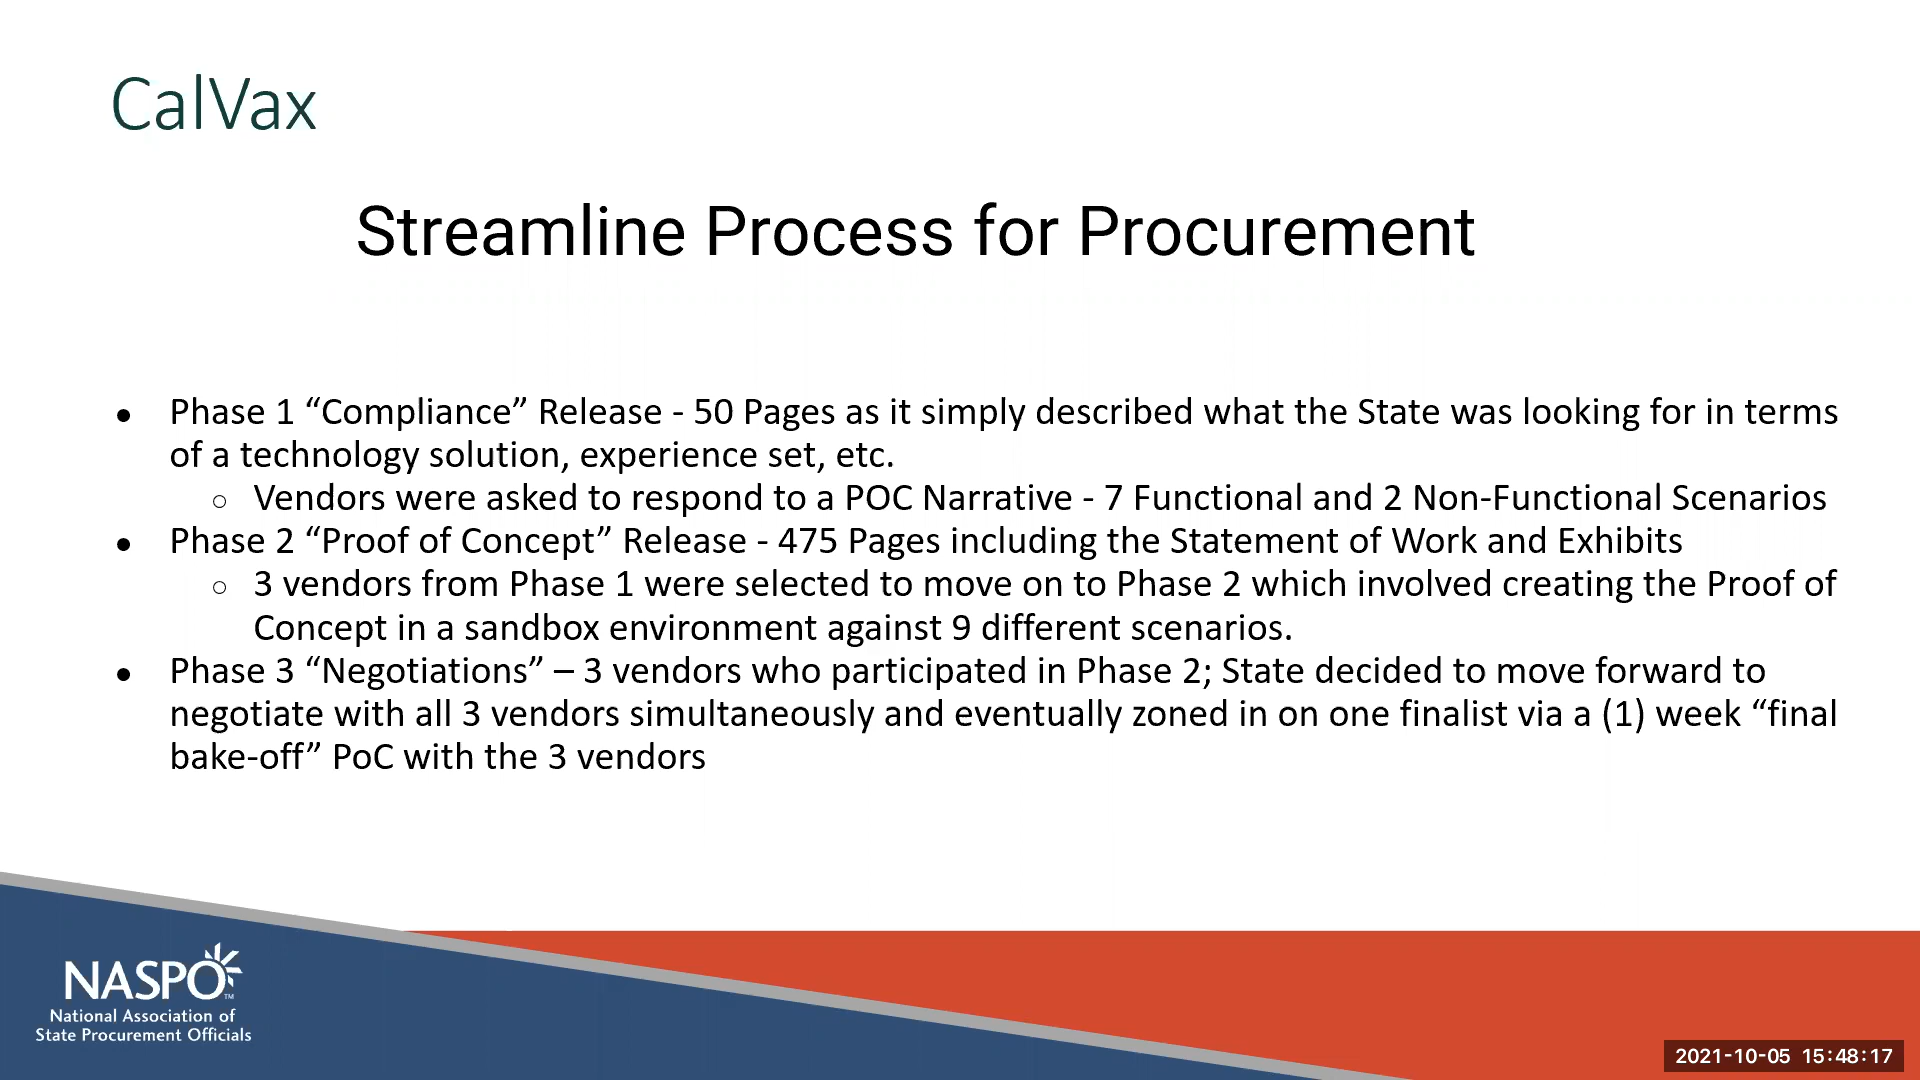 CalVax
Streamline Process for Procurement
● Phase 1 “Compliance” Release - 50 Pages as it simply described what the State was looking for in terms
of a technology solution, experience set, etc.
○ Vendors were asked to respond to a POC Narrative - 7 Functional and 2 Non-Functional Scenarios
● Phase 2 “Proof of Concept” Release - 475 Pages including the Statement of Work and Exhibits
○ 3 vendors from Phase 1 were selected to move on to Phase 2 which involved creating the Proof of
Concept in a sandbox environment against 9 different scenarios.
● Phase 3 “Negotiations” – 3 vendors who participated in Phase 2; State decided to move forward to
negotiate with all 3 vendors simultaneously and eventually zoned in on one finalist via a (1) week “final
bake-off” PoC with the 3 vendors
NASPO™
National Association of
State Procurement Officials
2021-10-05 15:48:17